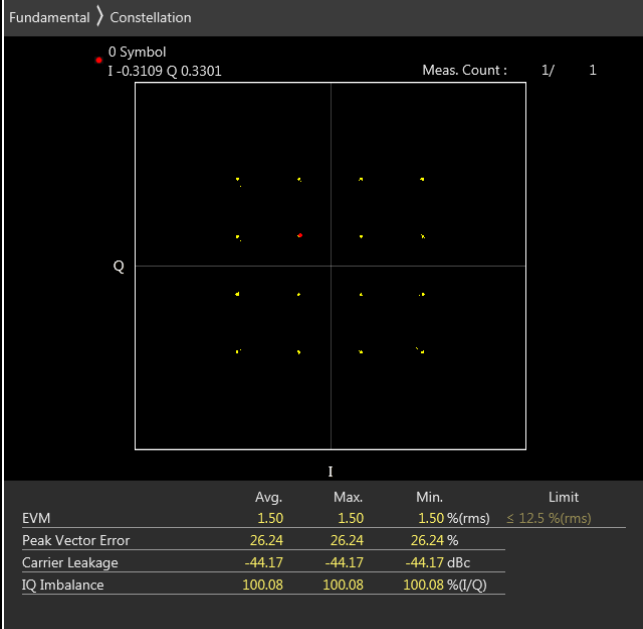 Fundamental 〉 Constellation
0 Symbol
I -0.3109 Q 0.3301
Meas. Count : 1/ 1
Q
I
Avg. Max. Min. Limit
EVM 1.50 1.50 1.50 %(rms) ≤ 12.5 %(rms)
Peak Vector Error 26.24 26.24 26.24 %
Carrier Leakage -44.17 -44.17 -44.17 dBc
IQ Imbalance 100.08 100.08 100.08 %(I/Q)